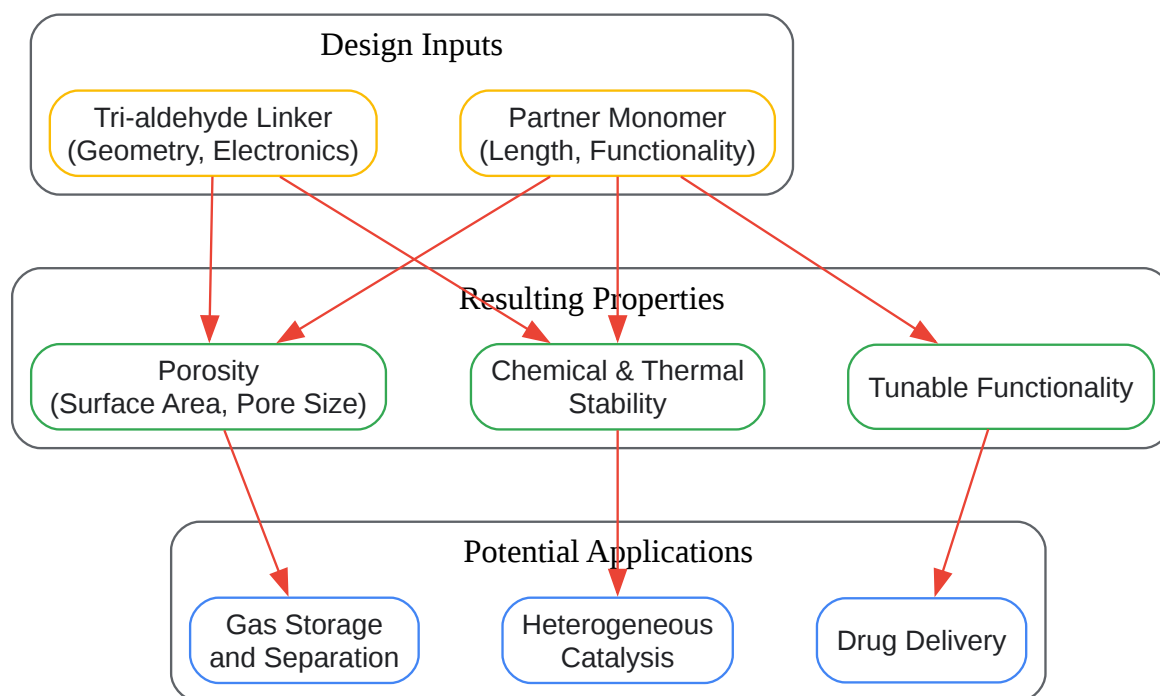 Design Inputs
Tri-aldehyde Linker
(Geometry, Electronics)
Partner Monomer
(Length, Functionality)
Resulting Properties
Porosity
(Surface Area, Pore Size)
Chemical & Thermal
Stability
Tunable Functionality
Potential Applications
Gas Storage
and Separation
Heterogeneous
Catalysis
Drug Delivery